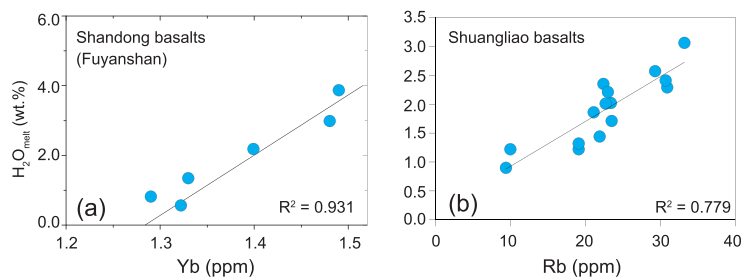 (a)
6.0
4.0
2.0
0.0
H₂Omelt (wt.%)
Shandong basalts
(Fuyanshan)
(a)
R² = 0.931
1.2
1.3
1.4
1.5
Yb (ppm)
(b)
3.5
3.0
2.5
2.0
1.5
1.0
0.5
0.0
Shuangliao basalts
(b)
R² = 0.779
0
10
20
30
40
Rb (ppm)